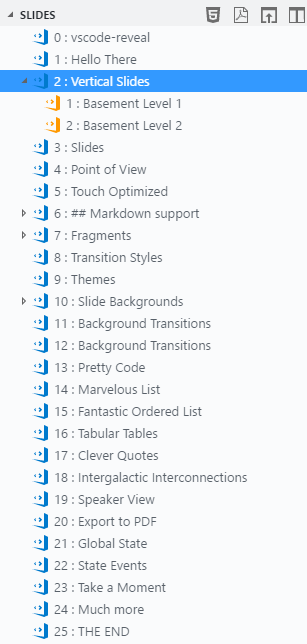 SLIDES
0 : vscode-reveal
1 : Hello There
2 : Vertical Slides
1 : Basement Level 1
2 : Basement Level 2
3 : Slides
4 : Point of View
5 : Touch Optimized
6 : ## Markdown support
7 : Fragments
8 : Transition Styles
9 : Themes
10 : Slide Backgrounds
11 : Background Transitions
12 : Background Transitions
13 : Pretty Code
14 : Marvelous List
15 : Fantastic Ordered List
16 : Tabular Tables
17 : Clever Quotes
18 : Intergalactic Interconnections
19 : Speaker View
20 : Export to PDF
21 : Global State
22 : State Events
23 : Take a Moment
24 : Much more
25 : THE END